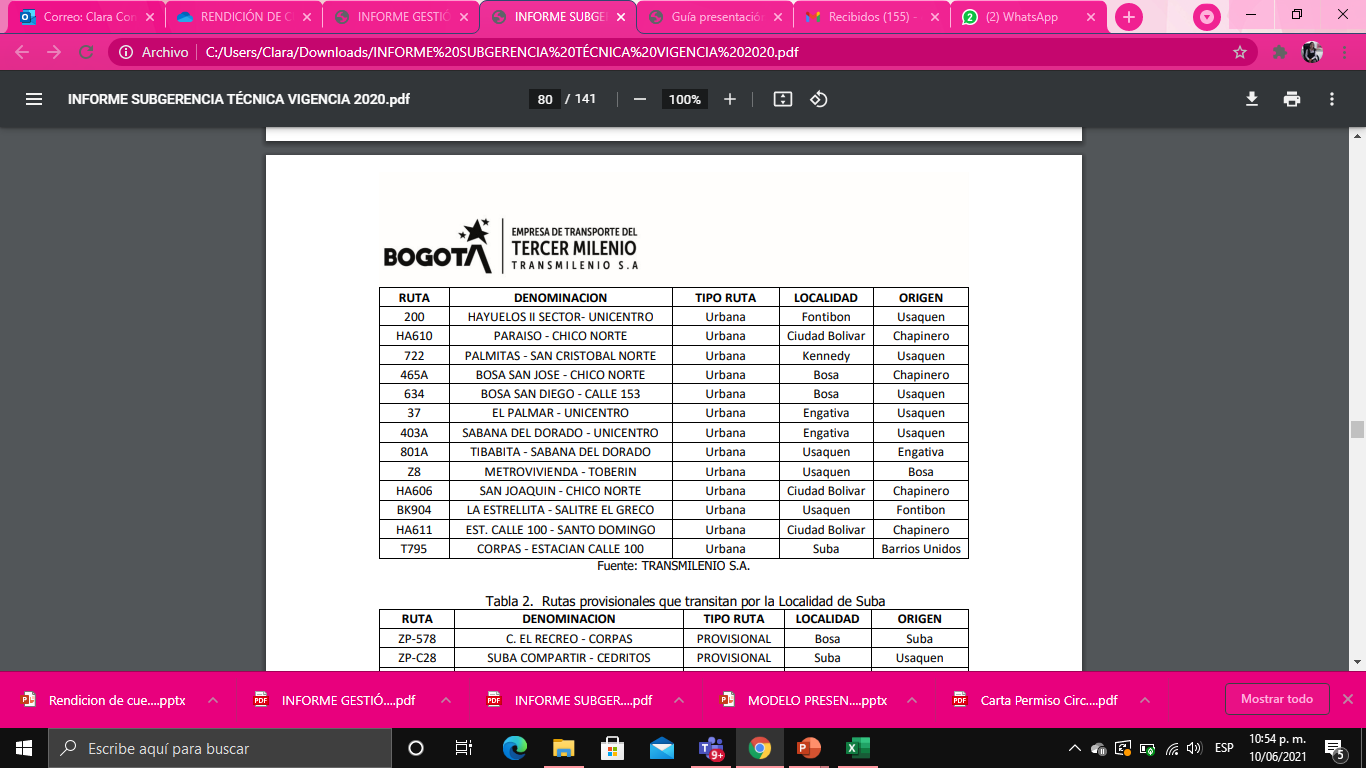 Correo: Clara Con
RENDICIÓN DE C
INFORME GESTIÓ
INFORME SUBGE
Guía presentación
Recibidos (155) -
(2) WhatsApp
Archivo C:/Users/Clara/Downloads/INFORME%20SUBGERENCIA%20TÉCNICA%20VIGENCIA%202020.pdf
INFORME SUBGERENCIA TÉCNICA VIGENCIA 2020.pdf 80 / 141 100%
BOGOTÁ
EMPRESA DE TRANSPORTE DEL
TERCER MILENIO
TRANSMILENIO S.A
RUTA DENOMINACION TIPO RUTA LOCALIDAD ORIGEN
200 HAYUELOS II SECTOR- UNICENTRO Urbana Fontibon Usaquen
HA610 PARAISO - CHICO NORTE Urbana Ciudad Bolivar Chapinero
722 PALMITAS - SAN CRISTOBAL NORTE Urbana Kennedy Usaquen
465A BOSA SAN JOSE - CHICO NORTE Urbana Bosa Chapinero
634 BOSA SAN DIEGO - CALLE 153 Urbana Bosa Usaquen
37 EL PALMAR - UNICENTRO Urbana Engativa Usaquen
403A SABANA DEL DORADO - UNICENTRO Urbana Engativa Usaquen
801A TIBABITA - SABANA DEL DORADO Urbana Usaquen Engativa
Z8 METROVIVIENDA - TOBERIN Urbana Usaquen Bosa
HA606 SAN JOAQUIN - CHICO NORTE Urbana Ciudad Bolivar Chapinero
BK904 LA ESTRELLITA - SALITRE EL GRECO Urbana Usaquen Fontibon
HA611 EST. CALLE 100 - SANTO DOMINGO Urbana Ciudad Bolivar Chapinero
T795 CORPAS - ESTACIAN CALLE 100 Urbana Suba Barrios Unidos
Fuente: TRANSMILENIO S.A.
Tabla 2. Rutas provisionales que transitan por la Localidad de Suba
RUTA DENOMINACION TIPO RUTA LOCALIDAD ORIGEN
ZP-578 C. EL RECREO - CORPAS PROVISIONAL Bosa Suba
ZP-C28 SUBA COMPARTIR - CEDRITOS PROVISIONAL Suba Usaquen
Rendicion de cue....pptx
INFORME GESTIÓ....pdf
INFORME SUBGER....pdf
MODELO PRESEN....pptx
Carta Permiso Circ....pdf
Mostrar todo
Escribe aquí para buscar
9+
ESP
10:54 p. m.
10/06/2021
5